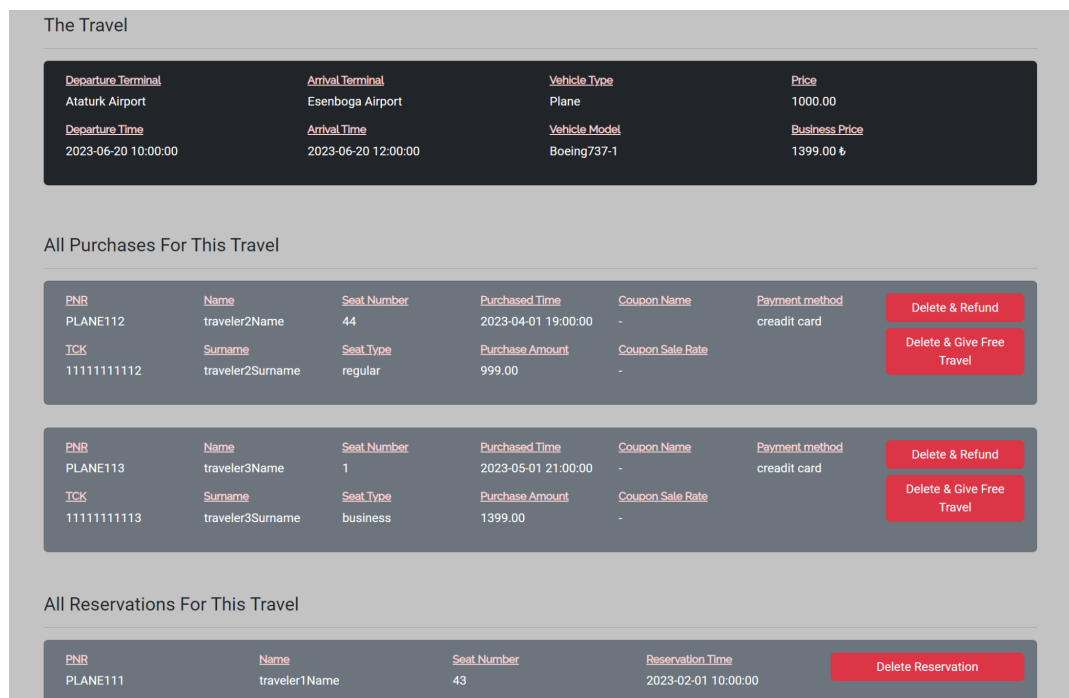 The Travel
Departure Terminal Arrival Terminal Vehicle Type Price
Ataturk Airport Esenboga Airport Plane 1000.00
Departure Time Arrival Time Vehicle Model Business Price
2023-06-20 10:00:00 2023-06-20 12:00:00 Boeing737-1 1399.00 ₺
All Purchases For This Travel
PNR Name Seat Number Purchased Time Coupon Name Payment method Delete & Refund
PLANE112 traveler2Name 44 2023-04-01 19:00:00 - creadit card
TCK Surname Seat Type Purchase Amount Coupon Sale Rate Delete & Give Free
Travel
11111111112 traveler2Surname regular 999.00 -
PNR Name Seat Number Purchased Time Coupon Name Payment method Delete & Refund
PLANE113 traveler3Name 1 2023-05-01 21:00:00 - creadit card
TCK Surname Seat Type Purchase Amount Coupon Sale Rate Delete & Give Free
Travel
11111111113 traveler3Surname business 1399.00 -
All Reservations For This Travel
PNR Name Seat Number Reservation Time Delete Reservation
PLANE111 traveler1Name 43 2023-02-01 10:00:00